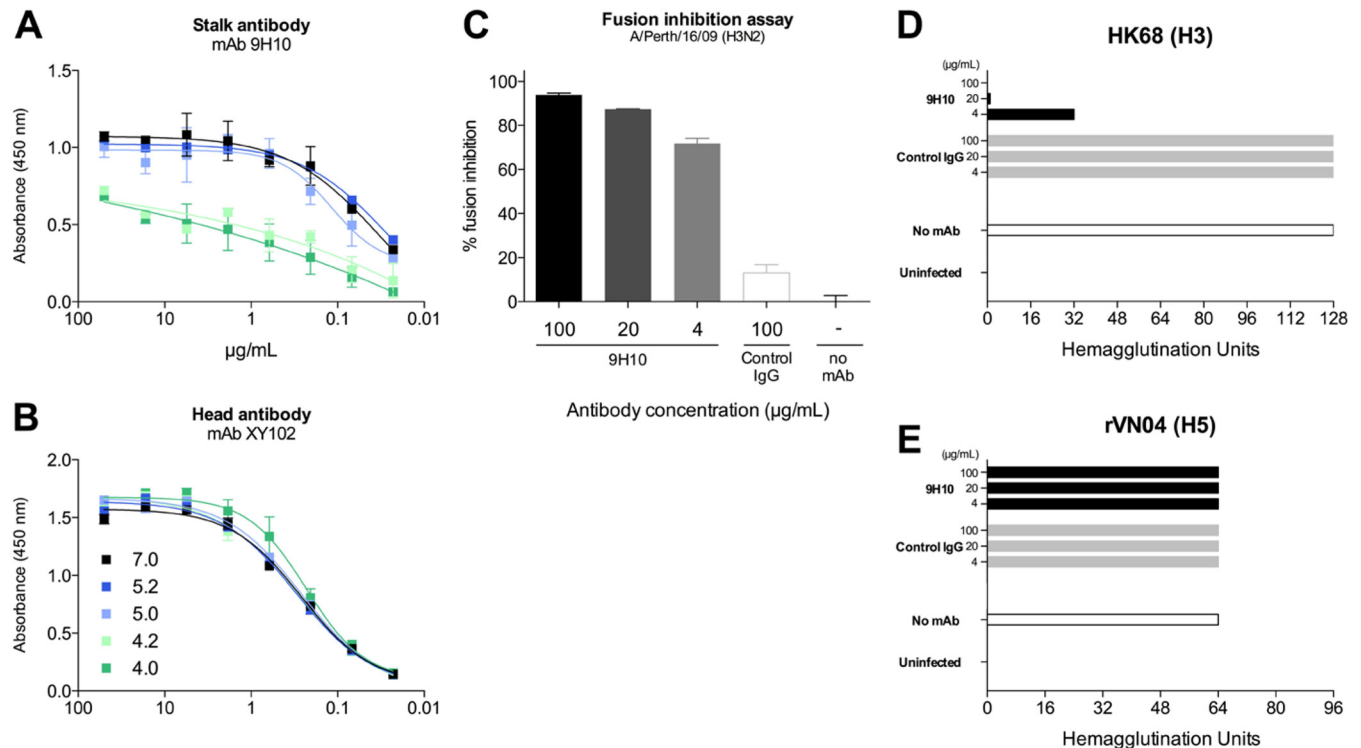 A
Stalk antibody
mAb 9H10
Absorbance (450 nm)
1.5
1.0
0.5
0.0
100
10
1
0.1
0.01
µg/mL
B
Head antibody
mAb XY102
Absorbance (450 nm)
2.0
1.5
1.0
0.5
0.0
7.0
5.2
5.0
4.2
4.0
100
10
1
0.1
0.01
C
Fusion inhibition assay
A/Perth/16/09 (H3N2)
% fusion inhibition
100
80
60
40
20
0
100 20 4 100 -
9H10
Control IgG
no mAb
Antibody concentration (µg/mL)
D
HK68 (H3)
(µg/mL)
100
9H10 20
4
100
Control IgG 20
4
No mAb
Uninfected
0 16 32 48 64 80 96 112 128
Hemagglutination Units
E
rVN04 (H5)
(µg/mL)
100
9H10 20
4
100
Control IgG 20
4
No mAb
Uninfected
0 16 32 48 64 80 96
Hemagglutination Units